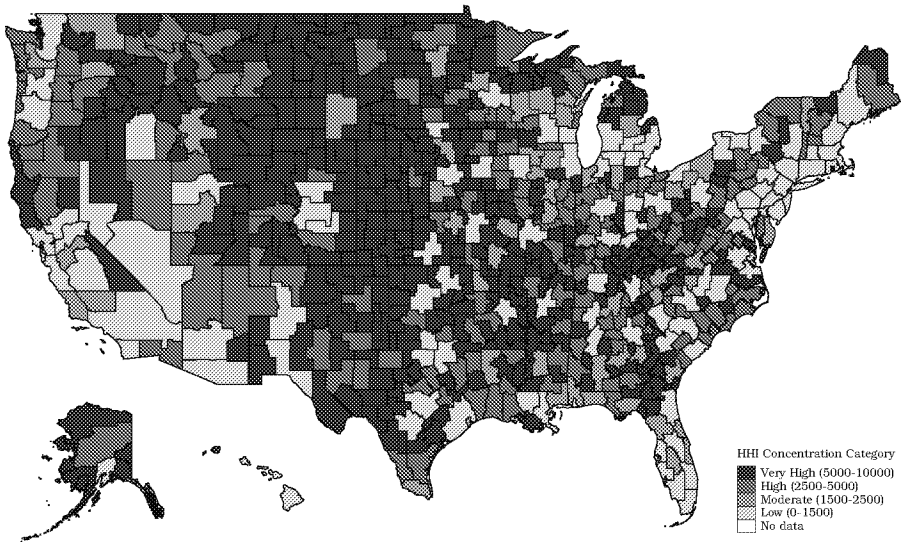 HHI Concentration Category
Very High (5000-10000)
High (2500-5000)
Moderate (1500-2500)
Low (0-1500)
No data